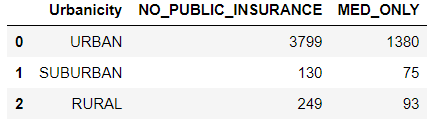 Urbanicity NO_PUBLIC_INSURANCE MED_ONLY
0 URBAN 3799 1380
1 SUBURBAN 130 75
2 RURAL 249 93